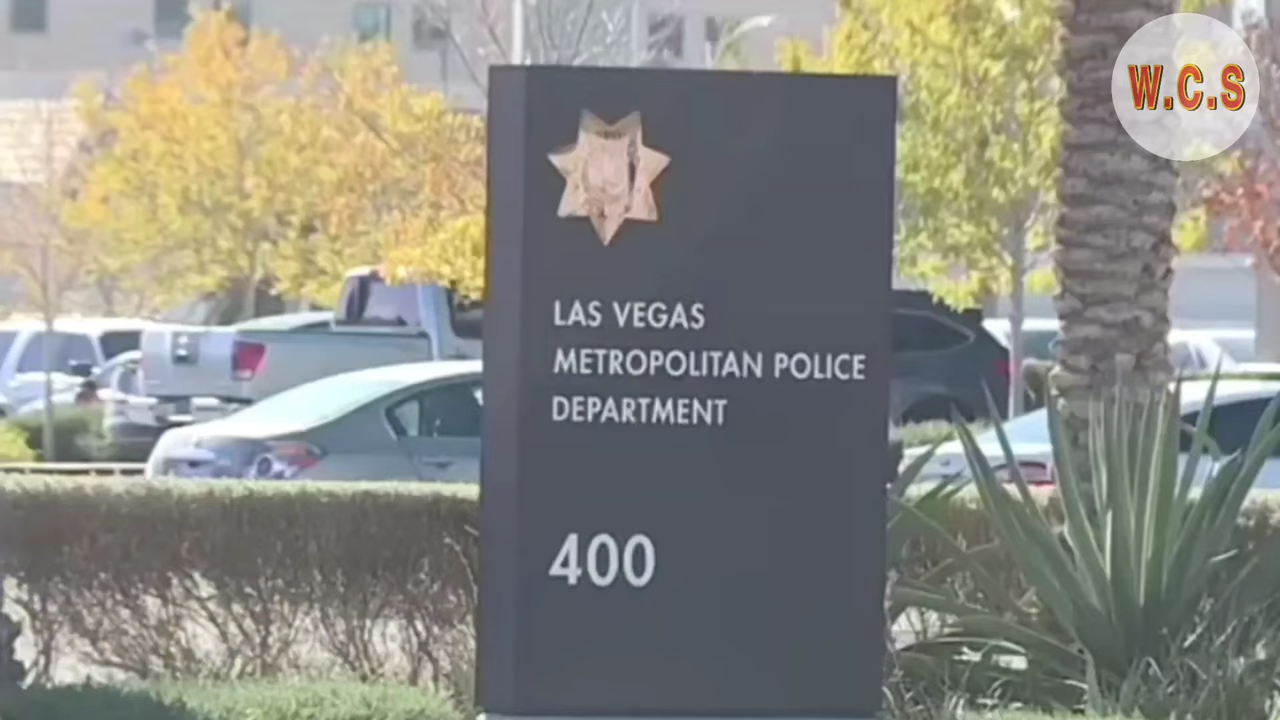 W.C.S
LAS VEGAS
METROPOLITAN POLICE
DEPARTMENT
400